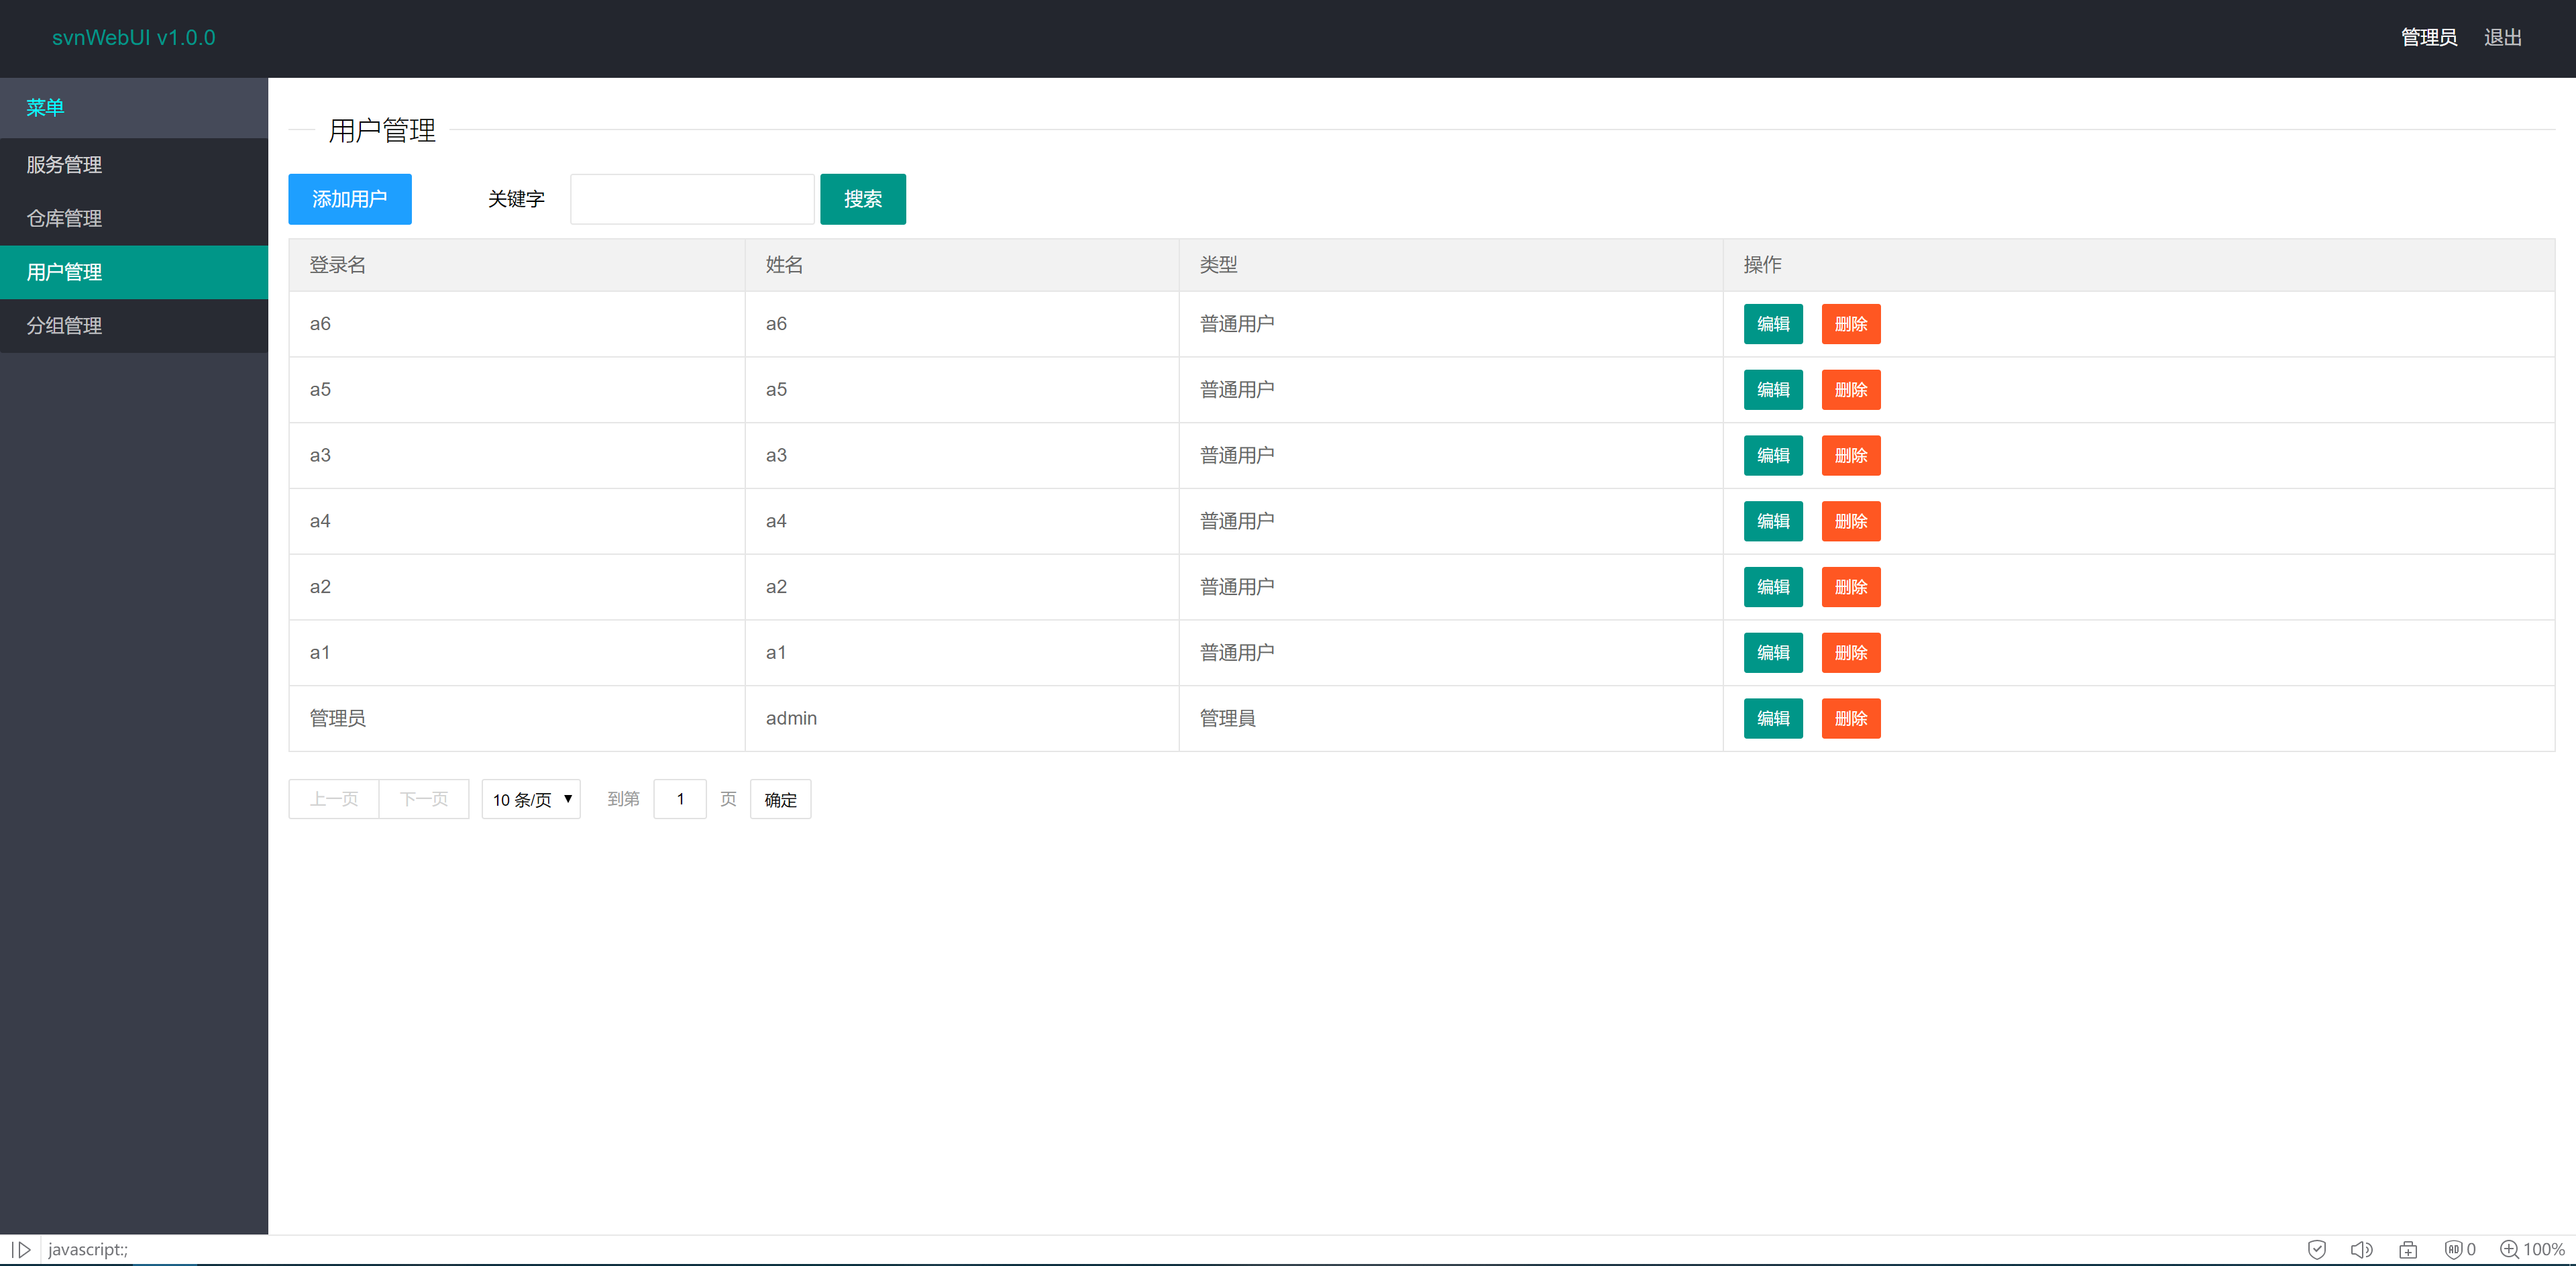 svnWebUI v1.0.0
管理员 退出
菜单
服务管理
仓库管理
用户管理
分组管理
用户管理
添加用户 关键字 搜索
登录名 姓名 类型 操作
a6 a6 普通用户 编辑 删除
a5 a5 普通用户 编辑 删除
a3 a3 普通用户 编辑 删除
a4 a4 普通用户 编辑 删除
a2 a2 普通用户 编辑 删除
a1 a1 普通用户 编辑 删除
管理员 admin 管理員 编辑 删除
上一页 下一页 10 条/页 到第 1 页 确定
javascript:; AD 0 100%